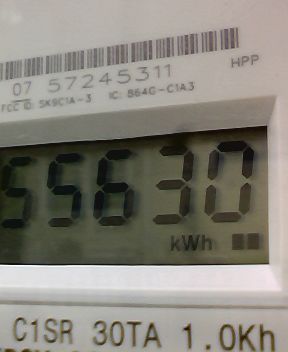 HPP
07 57245311
FCC ID: SK9C1A-3 IC: 864G-C1A3
55630
kWh
C1SR 30TA 1.0Kh